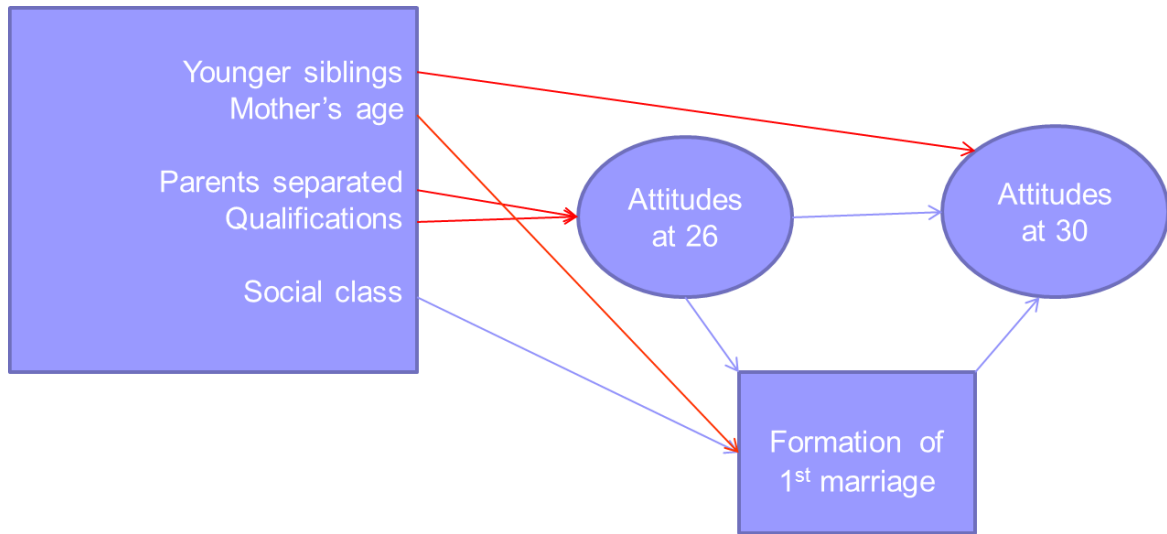 Younger siblings
Mother’s age
Parents separated
Qualifications
Social class
Attitudes
at 26
Attitudes
at 30
Formation of
1st marriage